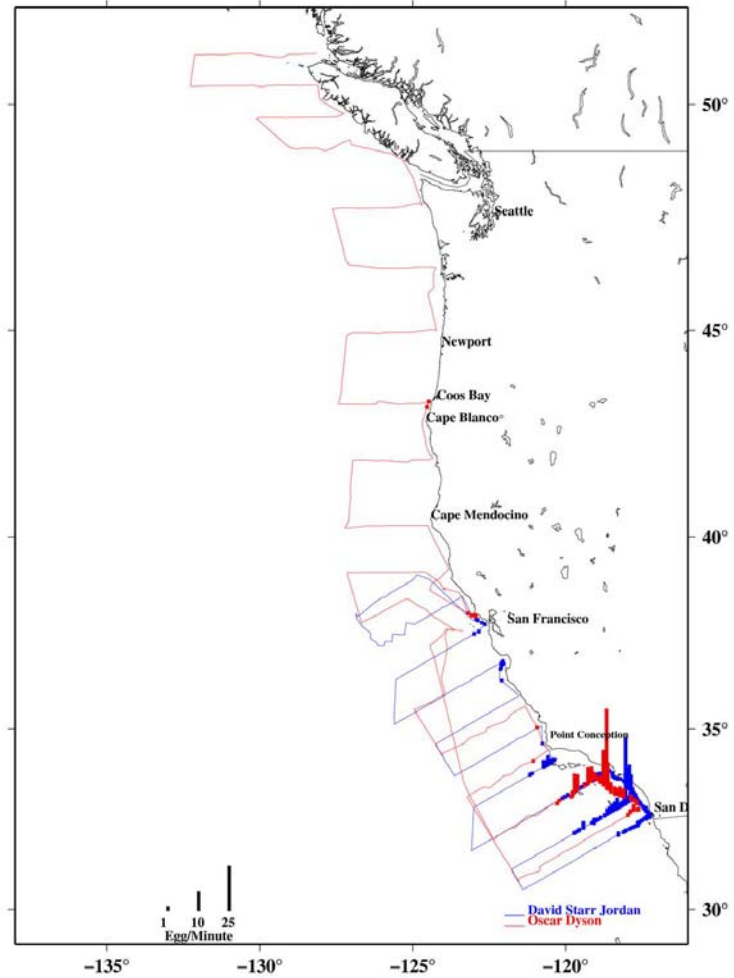 50°
Seattle
45°
Newport
Coos Bay
Cape Blanco
40°
Cape Mendocino
San Francisco
35°
Point Conception
San D
1 10 25
Egg/Minute
David Starr Jordan
Oscar Dyson
30°
−135° −130° −125° −120°